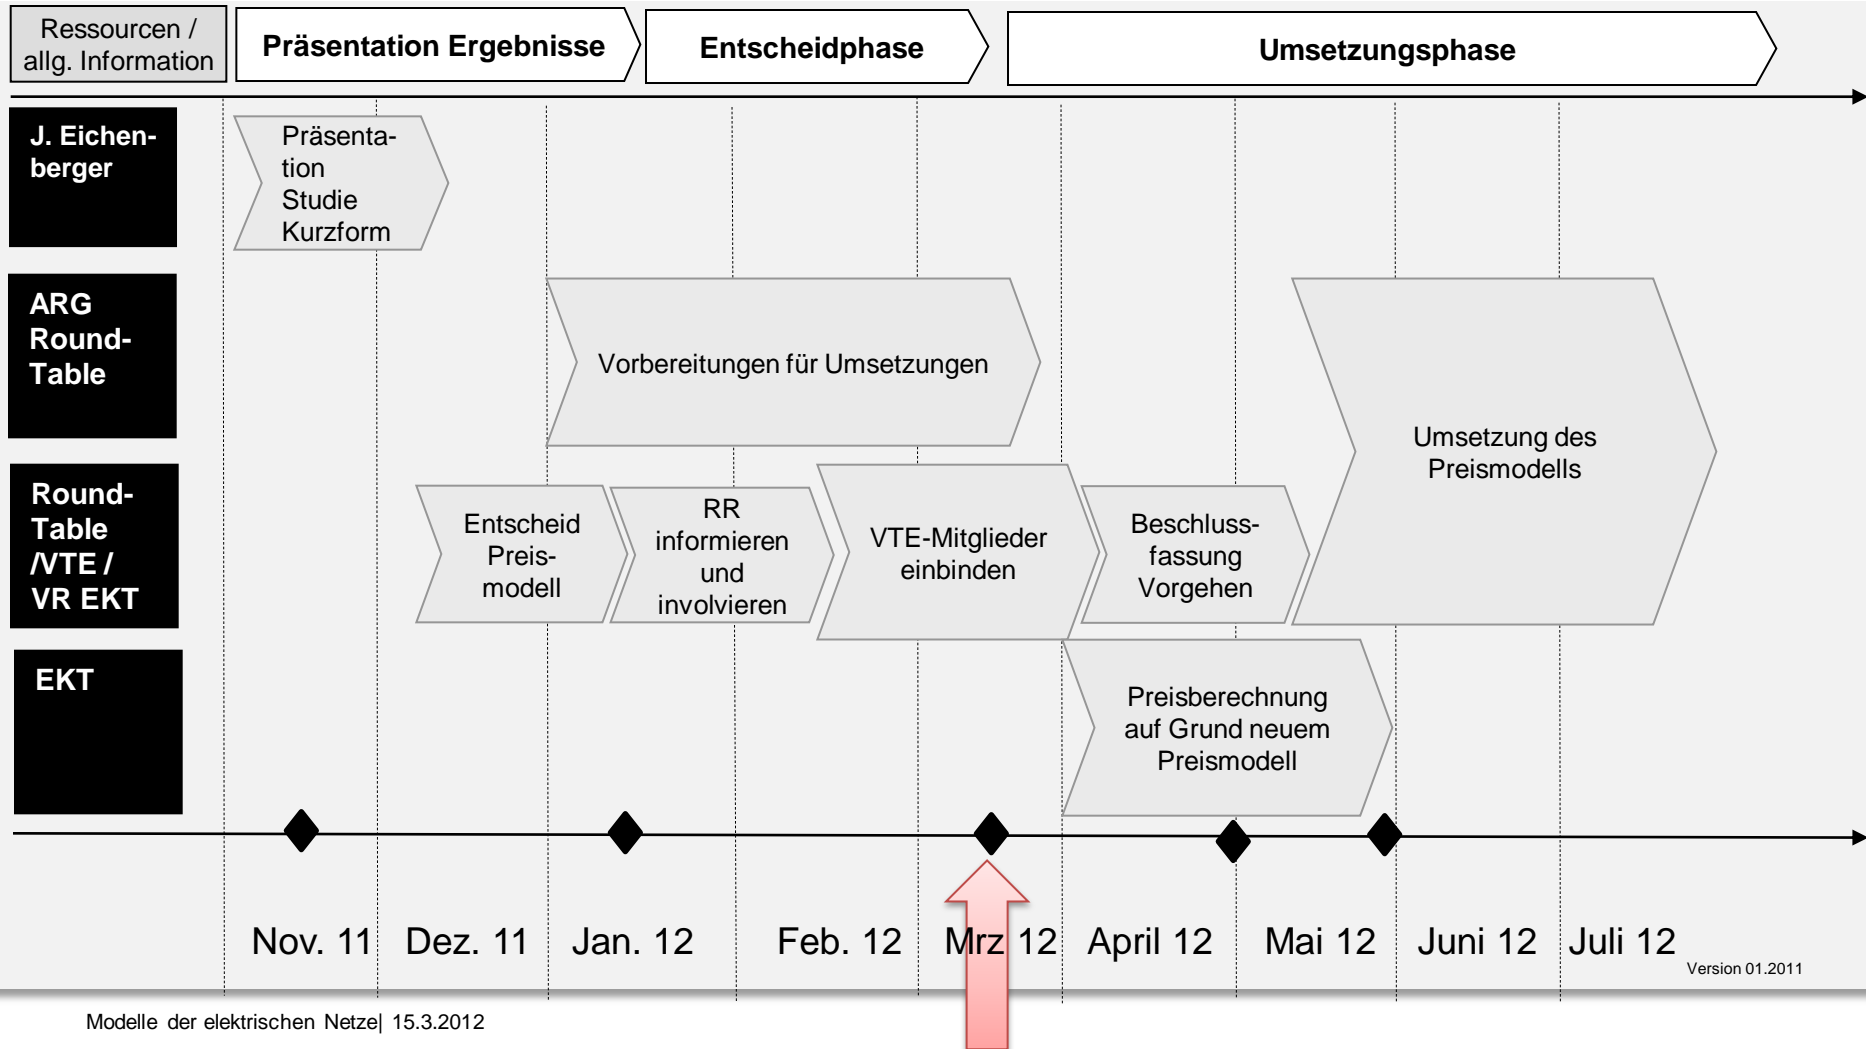 Ressourcen /
allg. Information
Präsentation Ergebnisse
Entscheidphase
Umsetzungsphase
J. Eichen-
berger
Präsenta-
tion
Studie
Kurzform
ARG
Round-
Table
Vorbereitungen für Umsetzungen
Umsetzung des
Preismodells
Round-
Table
/VTE /
VR EKT
Entscheid
Preis-
modell
RR
informieren
und
involvieren
VTE-Mitglieder
einbinden
Beschluss-
fassung
Vorgehen
EKT
Preisberechnung
auf Grund neuem
Preismodell
Nov. 11
Dez. 11
Jan. 12
Feb. 12
Mrz 12
April 12
Mai 12
Juni 12
Juli 12
Version 01.2011
Modelle der elektrischen Netze| 15.3.2012